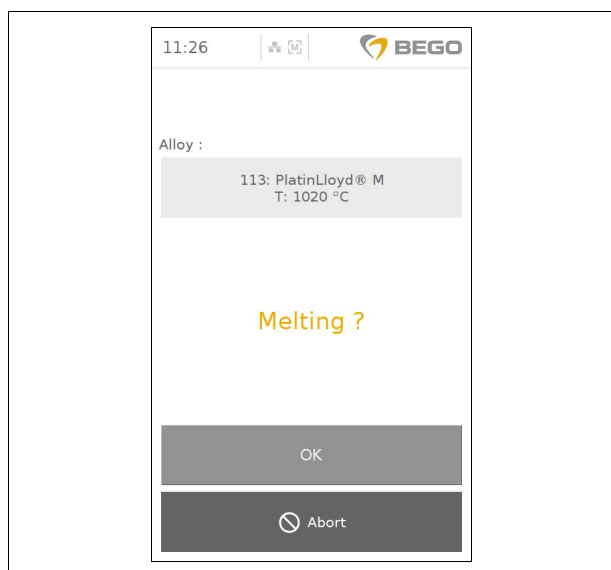 11:26
M
BEGO
Alloy :
113: PlatinLloyd® M
T: 1020 °C
Melting ?
OK
Abort